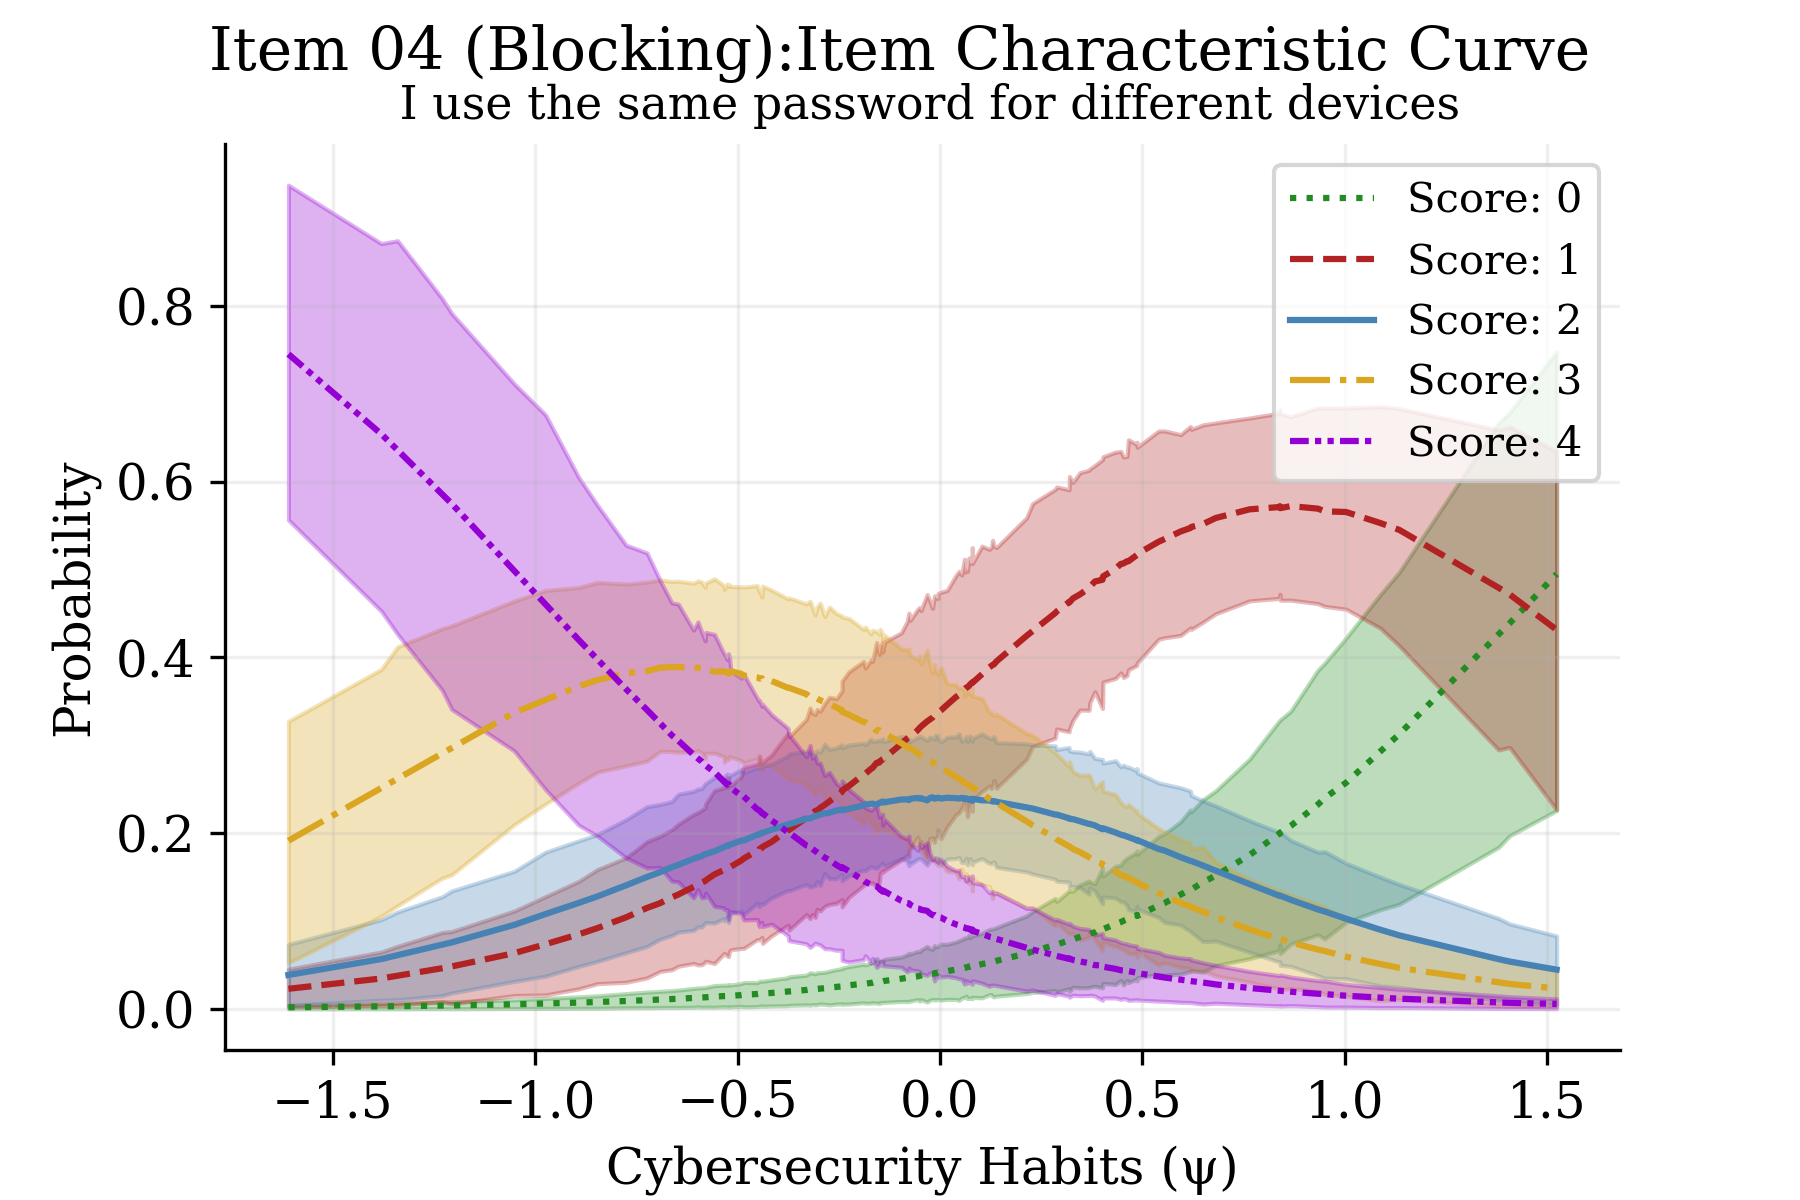 Item 04 (Blocking):Item Characteristic Curve
I use the same password for different devices
Score: 0
Score: 1
Score: 2
Score: 3
Score: 4
Probability
0.8
0.6
0.4
0.2
0.0
−1.5 −1.0 −0.5 0.0 0.5 1.0 1.5
Cybersecurity Habits (ψ)